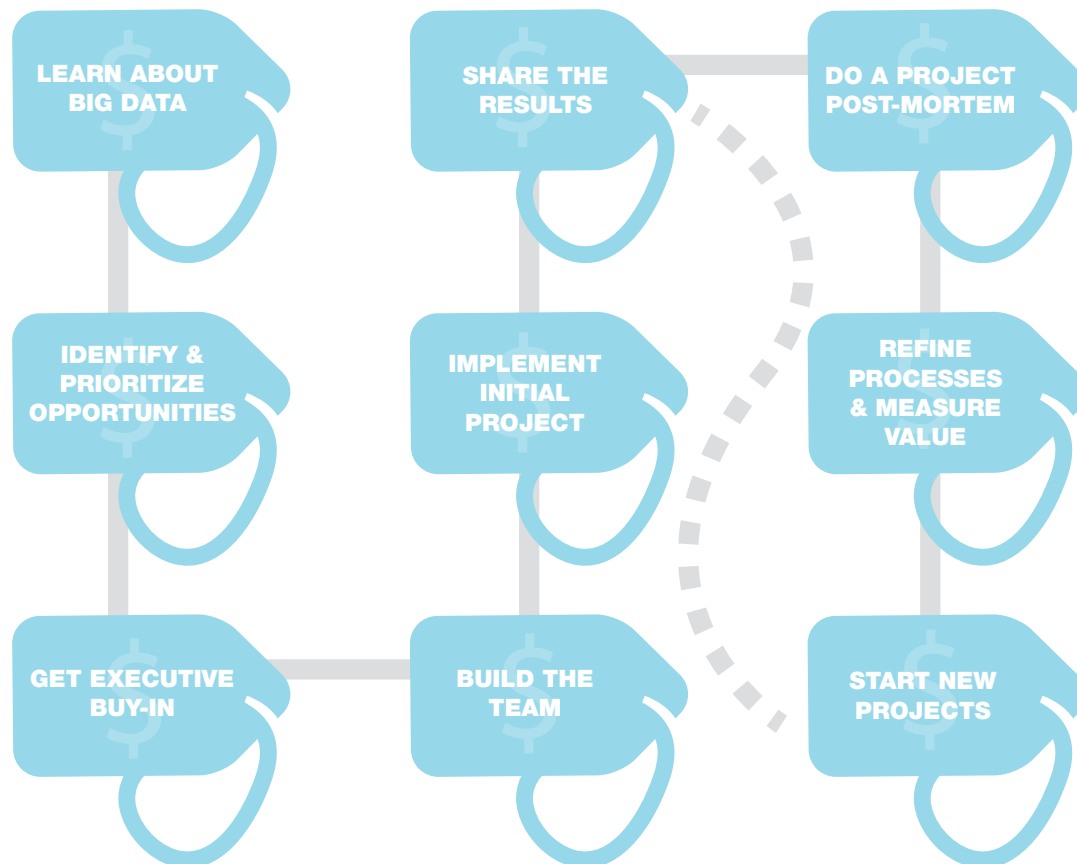 LEARN ABOUT
BIG DATA
IDENTIFY &
PRIORITIZE
OPPORTUNITIES
GET EXECUTIVE
BUY-IN
BUILD THE
TEAM
IMPLEMENT
INITIAL
PROJECT
SHARE THE
RESULTS
DO A PROJECT
POST-MORTEM
REFINE
PROCESSES
& MEASURE
VALUE
START NEW
PROJECTS